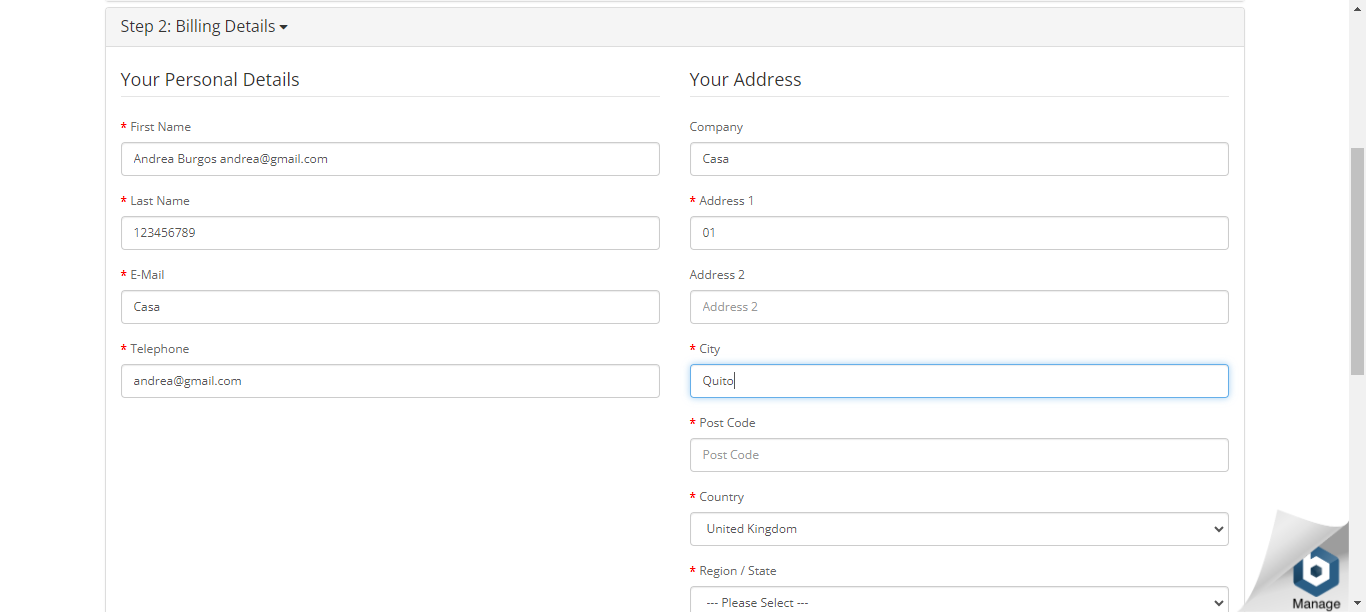 Step 2: Billing Details
Your Personal Details
* First Name
Andrea Burgos andrea@gmail.com
* Last Name
123456789
* E-Mail
Casa
* Telephone
andrea@gmail.com
Your Address
Company
Casa
* Address 1
01
Address 2
Address 2
* City
Quito
* Post Code
Post Code
* Country
United Kingdom
* Region / State
--- Please Select ---
b
Manage